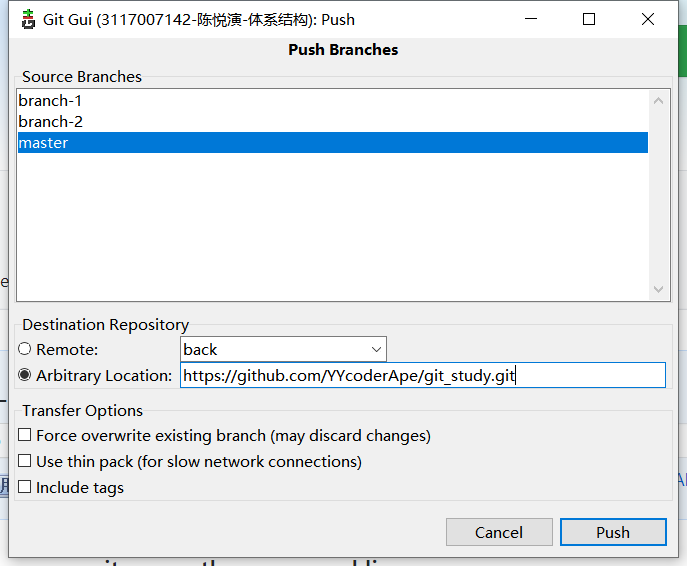 Git Gui (3117007142-陈悦演-体系结构): Push
Push Branches
Source Branches
branch-1
branch-2
master
Destination Repository
Remote:
back
Arbitrary Location:
https://github.com/YYcoderApe/git_study.git
Transfer Options
Force overwrite existing branch (may discard changes)
Use thin pack (for slow network connections)
Include tags
Cancel
Push